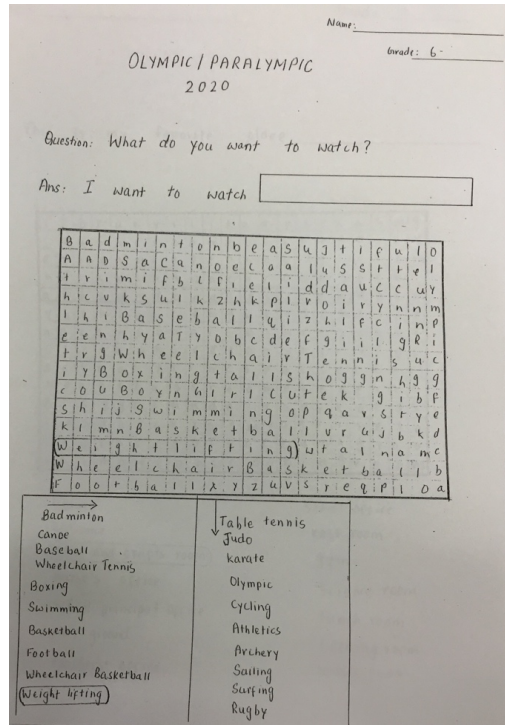 Name:
Grade: 6
OLYMPIC / PARALYMPIC
2020
Question: What do you want to watch?
Ans: I want to watch
B a d m i n t o n b e a s u J t i f u l O
A A D S a C a n o e c o a l u s s t r e l
t r i m i f b l f i e l i d d a u c c u y
h c v k s u l k z h k p l v o i r y n n m
l h i B a s e b a l l q i z h i f c i n p
e e n h y a T y o b c d e f g i i l g R i
t r g W h e e l c h a i r T e n n i s u c
i y B o x i n g t a l l s h o g g n h g g
c o u B o y n h i r l c u t e k g i b f
s h i j g w i m m i n g o p q a r s t y e
k l m n B a s k e t b a l l v r u j b k d
W e i g h t l i f t i n g w t a l n a m c
W h e e l c h a i r B a s k e t b a l l b
F o o t b a l l x y z u v s r e q p l o a
Badminton
Canoe
Baseball
Wheelchair Tennis
Boxing
Swimming
Basketball
Football
Wheelchair Basketball
Weight lifting
Table tennis
Judo
karate
Olympic
Cycling
Athletics
Archery
Sailing
Surfing
Rugby